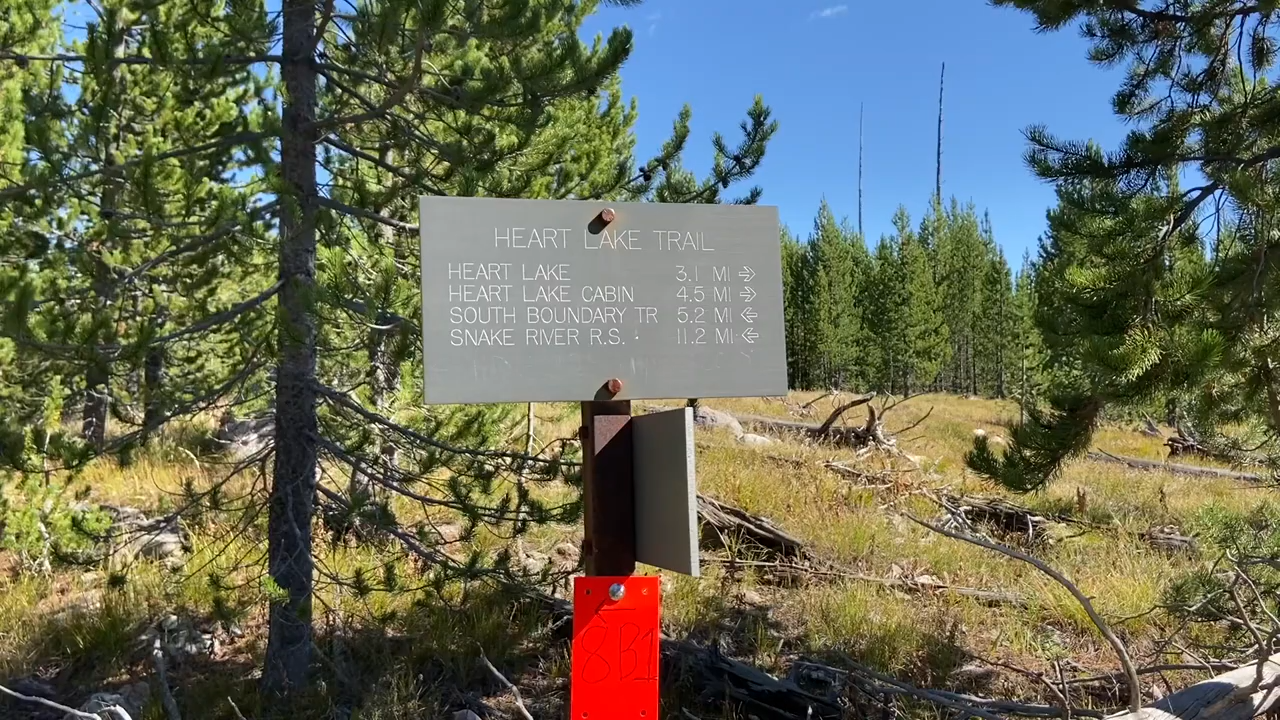 HEART LAKE TRAIL
HEART LAKE 3.1 MI →
HEART LAKE CABIN 4.5 MI →
SOUTH BOUNDARY TR 5.2 MI ←
SNAKE RIVER R.S. 11.2 MI ←
8B1